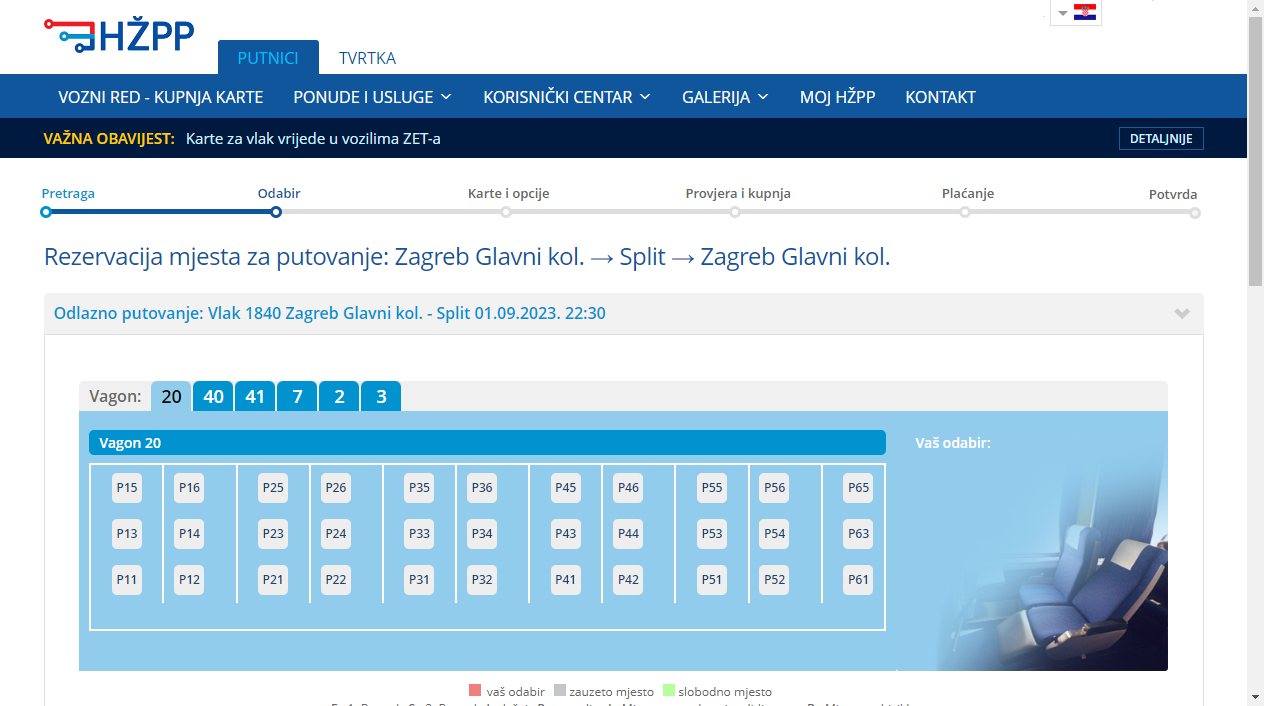 HŽPP
PUTNICI TVRTKA
VOZNI RED - KUPNJA KARTE PONUDE I USLUGE KORISNIČKI CENTAR GALERIJA MOJ HŽPP KONTAKT
VAŽNA OBAVIJEST: Karte za vlak vrijede u vozilima ZET-a DETALJNIJE
Pretraga Odabir Karte i opcije Provjera i kupnja Plaćanje Potvrda
Rezervacija mjesta za putovanje: Zagreb Glavni kol. → Split → Zagreb Glavni kol.
Odlazno putovanje: Vlak 1840 Zagreb Glavni kol. - Split 01.09.2023. 22:30
Vagon: 20 40 41 7 2 3
Vagon 20 Vaš odabir:
P15 P16 P25 P26 P35 P36 P45 P46 P55 P56 P65
P13 P14 P23 P24 P33 P34 P43 P44 P53 P54 P63
P11 P12 P21 P22 P31 P32 P41 P42 P51 P52 P61
vaš odabir zauzeto mjesto slobodno mjesto